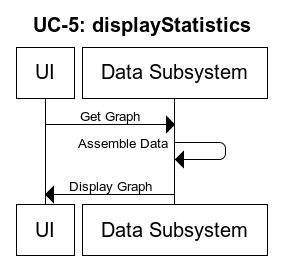 UC-5: displayStatistics
UI
Data Subsystem
Get Graph
Assemble Data
Display Graph
UI
Data Subsystem